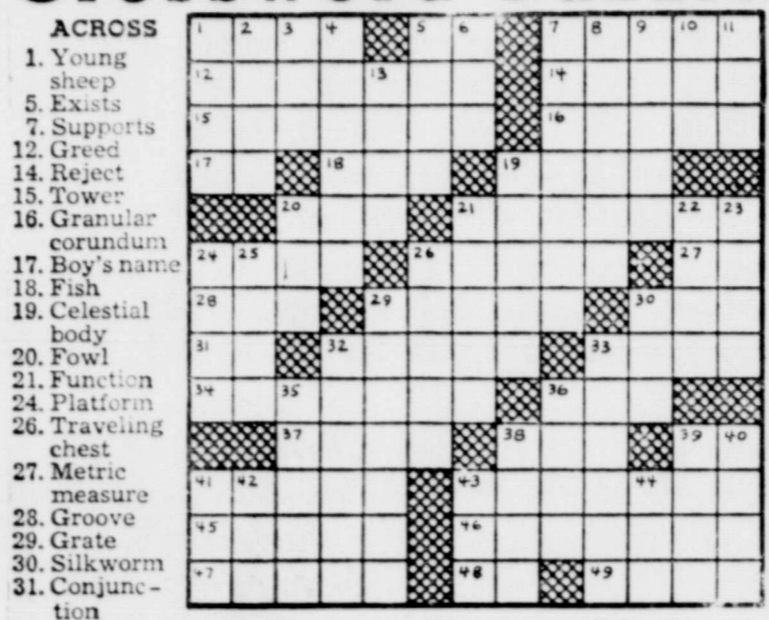 ACROSS
1. Young
sheep
5. Exists
7. Supports
12. Greed
14. Reject
15. Tower
16. Granular
corundum
17. Boy's name
18. Fish
19. Celestial
body
20. Fowl
21. Function
24. Platform
26. Traveling
chest
27. Metric
measure
28. Groove
29. Grate
30. Silkworm
31. Conjunc-
tion
1 2 3 4 5 6 7 8 9 10 11
12 13 14
15 16
17 18 19
20 21 22 23
24 25 26 27
28 29 30
31 32 33
34 35 36
37 38 39 40
41 42 43 44
45 46
47 48 49